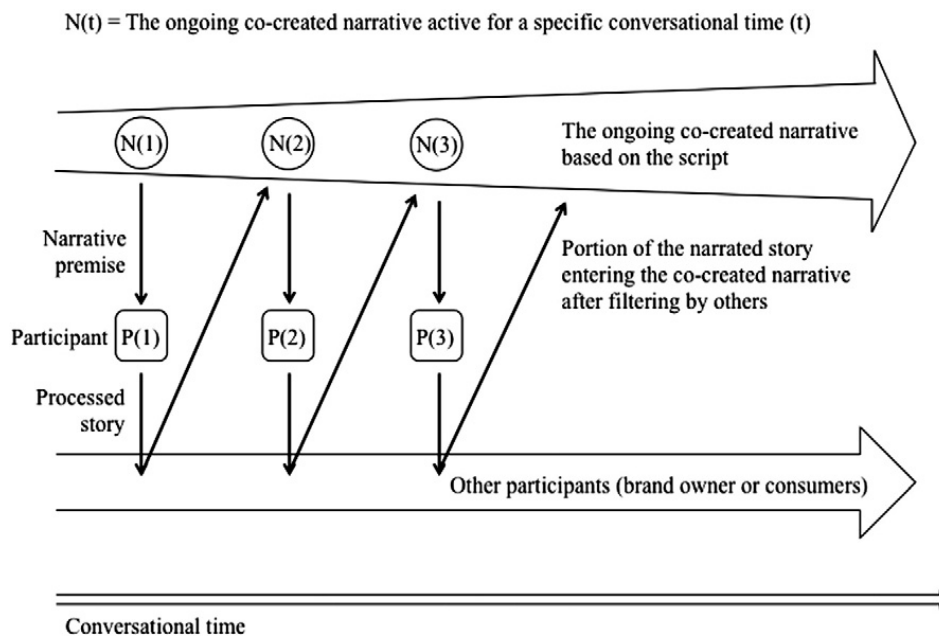 N(t) = The ongoing co-created narrative active for a specific conversational time (t)
N(1)
N(2)
N(3)
The ongoing co-created narrative
based on the script
Narrative
premise
Portion of the narrated story
entering the co-created narrative
after filtering by others
Participant
P(1)
P(2)
P(3)
Processed
story
Other participants (brand owner or consumers)
Conversational time